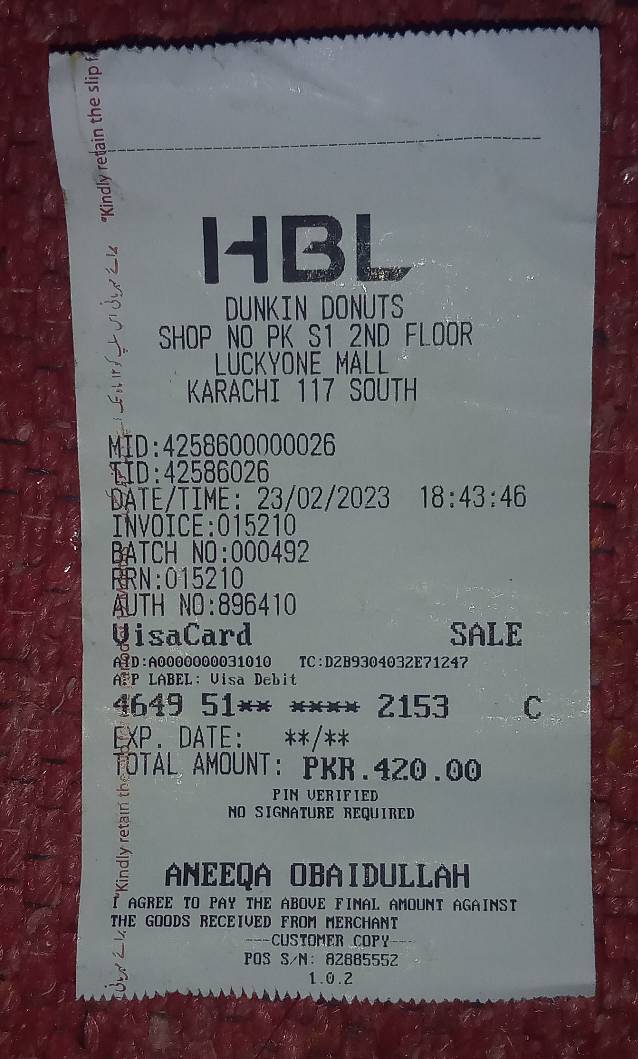 HBL
DUNKIN DONUTS
SHOP NO PK S1 2ND FLOOR
LUCKYONE MALL
KARACHI 117 SOUTH
MID:4258600000026
TID:42586026
DATE/TIME: 23/02/2023 18:43:46
INVOICE:015210
BATCH NO:000492
RRN:015210
AUTH NO:896410
VisaCard SALE
AID:A0000000031010 TC:D2B9304032E71247
APP LABEL: Visa Debit
4649 51** **** 2153 C
EXP. DATE: **/**
TOTAL AMOUNT: PKR.420.00
PIN VERIFIED
NO SIGNATURE REQUIRED
ANEEQA OBAIDULLAH
I AGREE TO PAY THE ABOVE FINAL AMOUNT AGAINST
THE GOODS RECEIVED FROM MERCHANT
---CUSTOMER COPY---
POS S/N: 82885552
1.0.2
"Kindly retain the slip f
"Kindly retain the